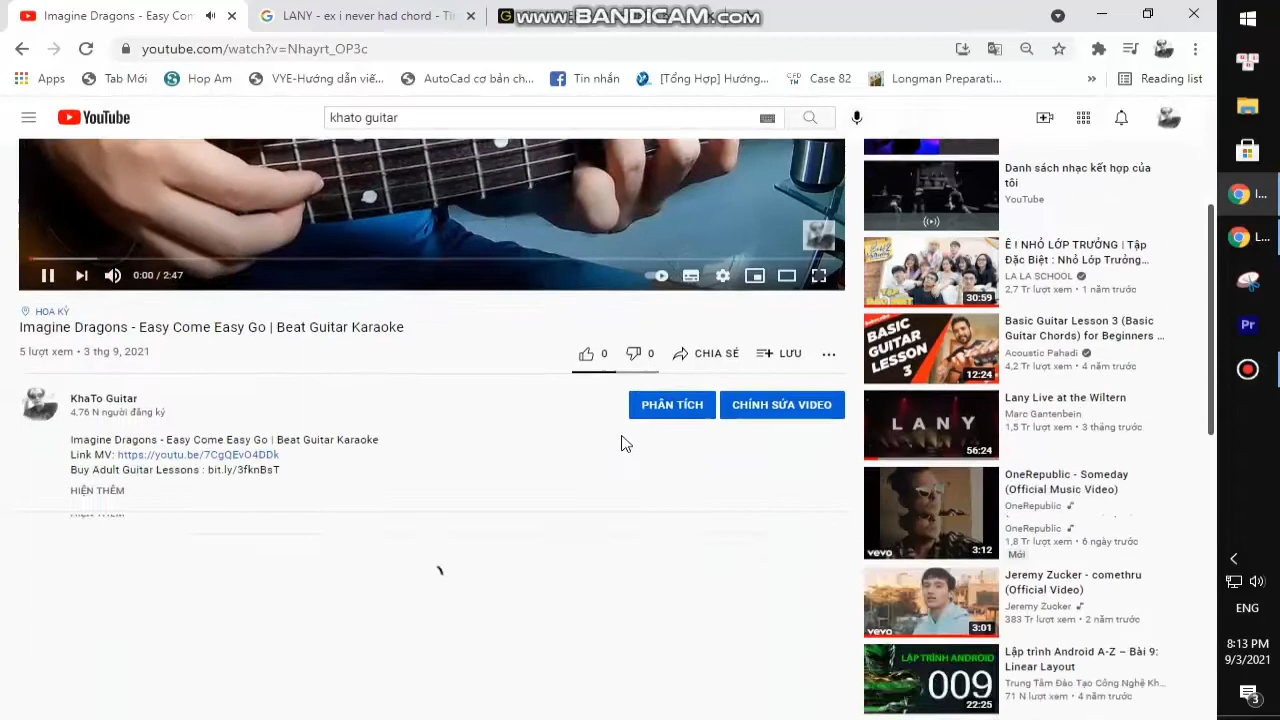 Imagine Dragons - Easy Com
LANY - ex i never had chord - Th
www.BANDICAM.com
youtube.com/watch?v=Nhayrt_OP3c
Apps
Tab Mới
Hop Am
VYE-Hướng dẫn viế...
AutoCad cơ bản ch...
Tin nhắn
[Tổng Hợp] Hướng...
Case 82
Longman Preparati...
»
Reading list
YouTube
khato guitar
0:00 / 2:47
HOA KỲ
Imagine Dragons - Easy Come Easy Go | Beat Guitar Karaoke
5 lượt xem • 3 thg 9, 2021
0
0
CHIA SẺ
LƯU
KhaTo Guitar
4,76 N người đăng ký
PHÂN TÍCH
CHỈNH SỬA VIDEO
Imagine Dragons - Easy Come Easy Go | Beat Guitar Karaoke
Link MV: https://youtu.be/7CgQEvO4DDk
Buy Adult Guitar Lessons : bit.ly/3fknBsT
HIỆN THÊM
Danh sách nhạc kết hợp của
tôi
YouTube
Ê ! NHỎ LỚP TRƯỞNG | Tập
Đặc Biệt : Nhỏ Lớp Trưởng...
LA LA SCHOOL
2,7 Tr lượt xem • 1 năm trước
30:59
BASIC
GUITAR
LESSON
3
12:24
Basic Guitar Lesson 3 (Basic
Guitar Chords) for Beginners ...
Acoustic Pahadi
4,2 Tr lượt xem • 4 năm trước
LANY
56:24
Lany Live at the Wiltern
Marc Gantenbein
1,5 Tr lượt xem • 3 tháng trước
vevo
3:12
OneRepublic - Someday
(Official Music Video)
OneRepublic
OneRepublic
1,8 Tr lượt xem • 6 ngày trước
Mới
vevo
3:01
Jeremy Zucker - comethru
(Official Video)
Jeremy Zucker
383 Tr lượt xem • 2 năm trước
LẬP TRÌNH ANDROID
009
22:25
Lập trình Android A-Z – Bài 9:
Linear Layout
Trung Tâm Đào Tạo Công Nghệ Kh...
71 N lượt xem • 4 năm trước
I...
L...
Pr
ENG
8:13 PM
9/3/2021
3